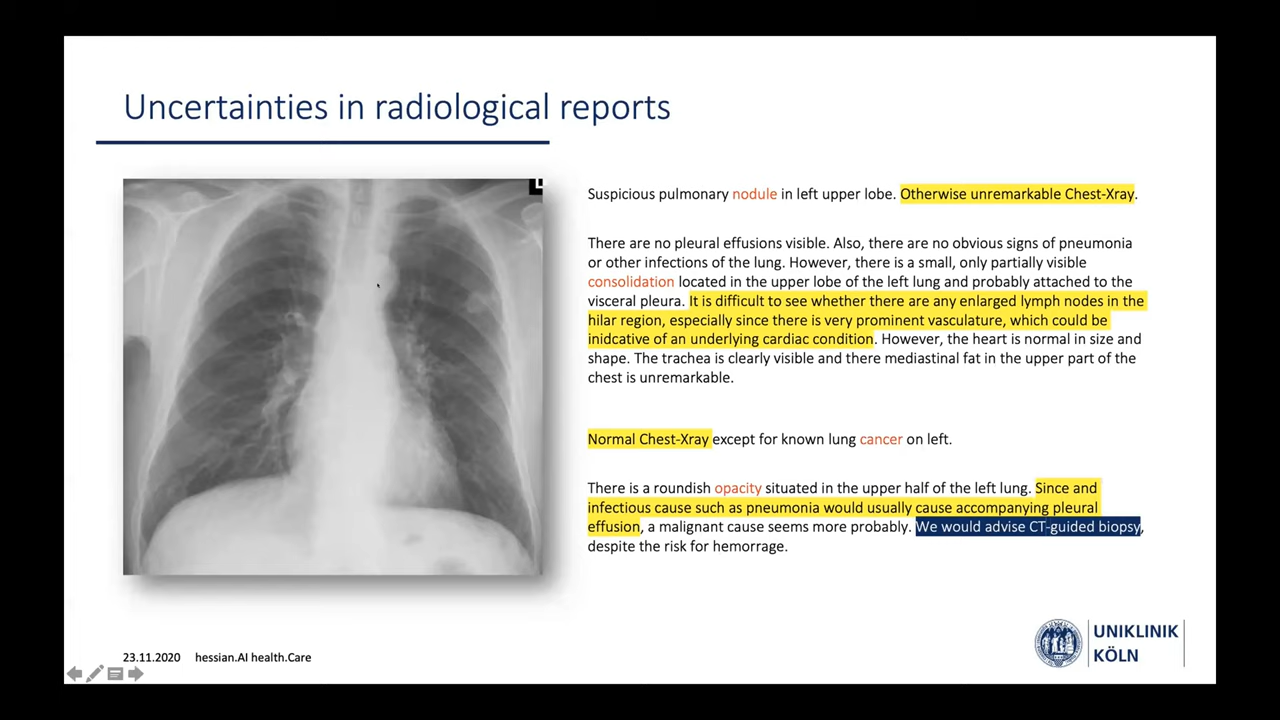 Uncertainties in radiological reports
Suspicious pulmonary nodule in left upper lobe. Otherwise unremarkable Chest-Xray.
There are no pleural effusions visible. Also, there are no obvious signs of pneumonia
or other infections of the lung. However, there is a small, only partially visible
consolidation located in the upper lobe of the left lung and probably attached to the
visceral pleura. It is difficult to see whether there are any enlarged lymph nodes in the
hilar region, especially since there is very prominent vasculature, which could be
inidcative of an underlying cardiac condition. However, the heart is normal in size and
shape. The trachea is clearly visible and there mediastinal fat in the upper part of the
chest is unremarkable.
Normal Chest-Xray except for known lung cancer on left.
There is a roundish opacity situated in the upper half of the left lung. Since and
infectious cause such as pneumonia would usually cause accompanying pleural
effusion, a malignant cause seems more probably. We would advise CT-guided biopsy,
despite the risk for hemorrage.
23.11.2020 hessian.AI health.Care
UNIKLINIK
KÖLN